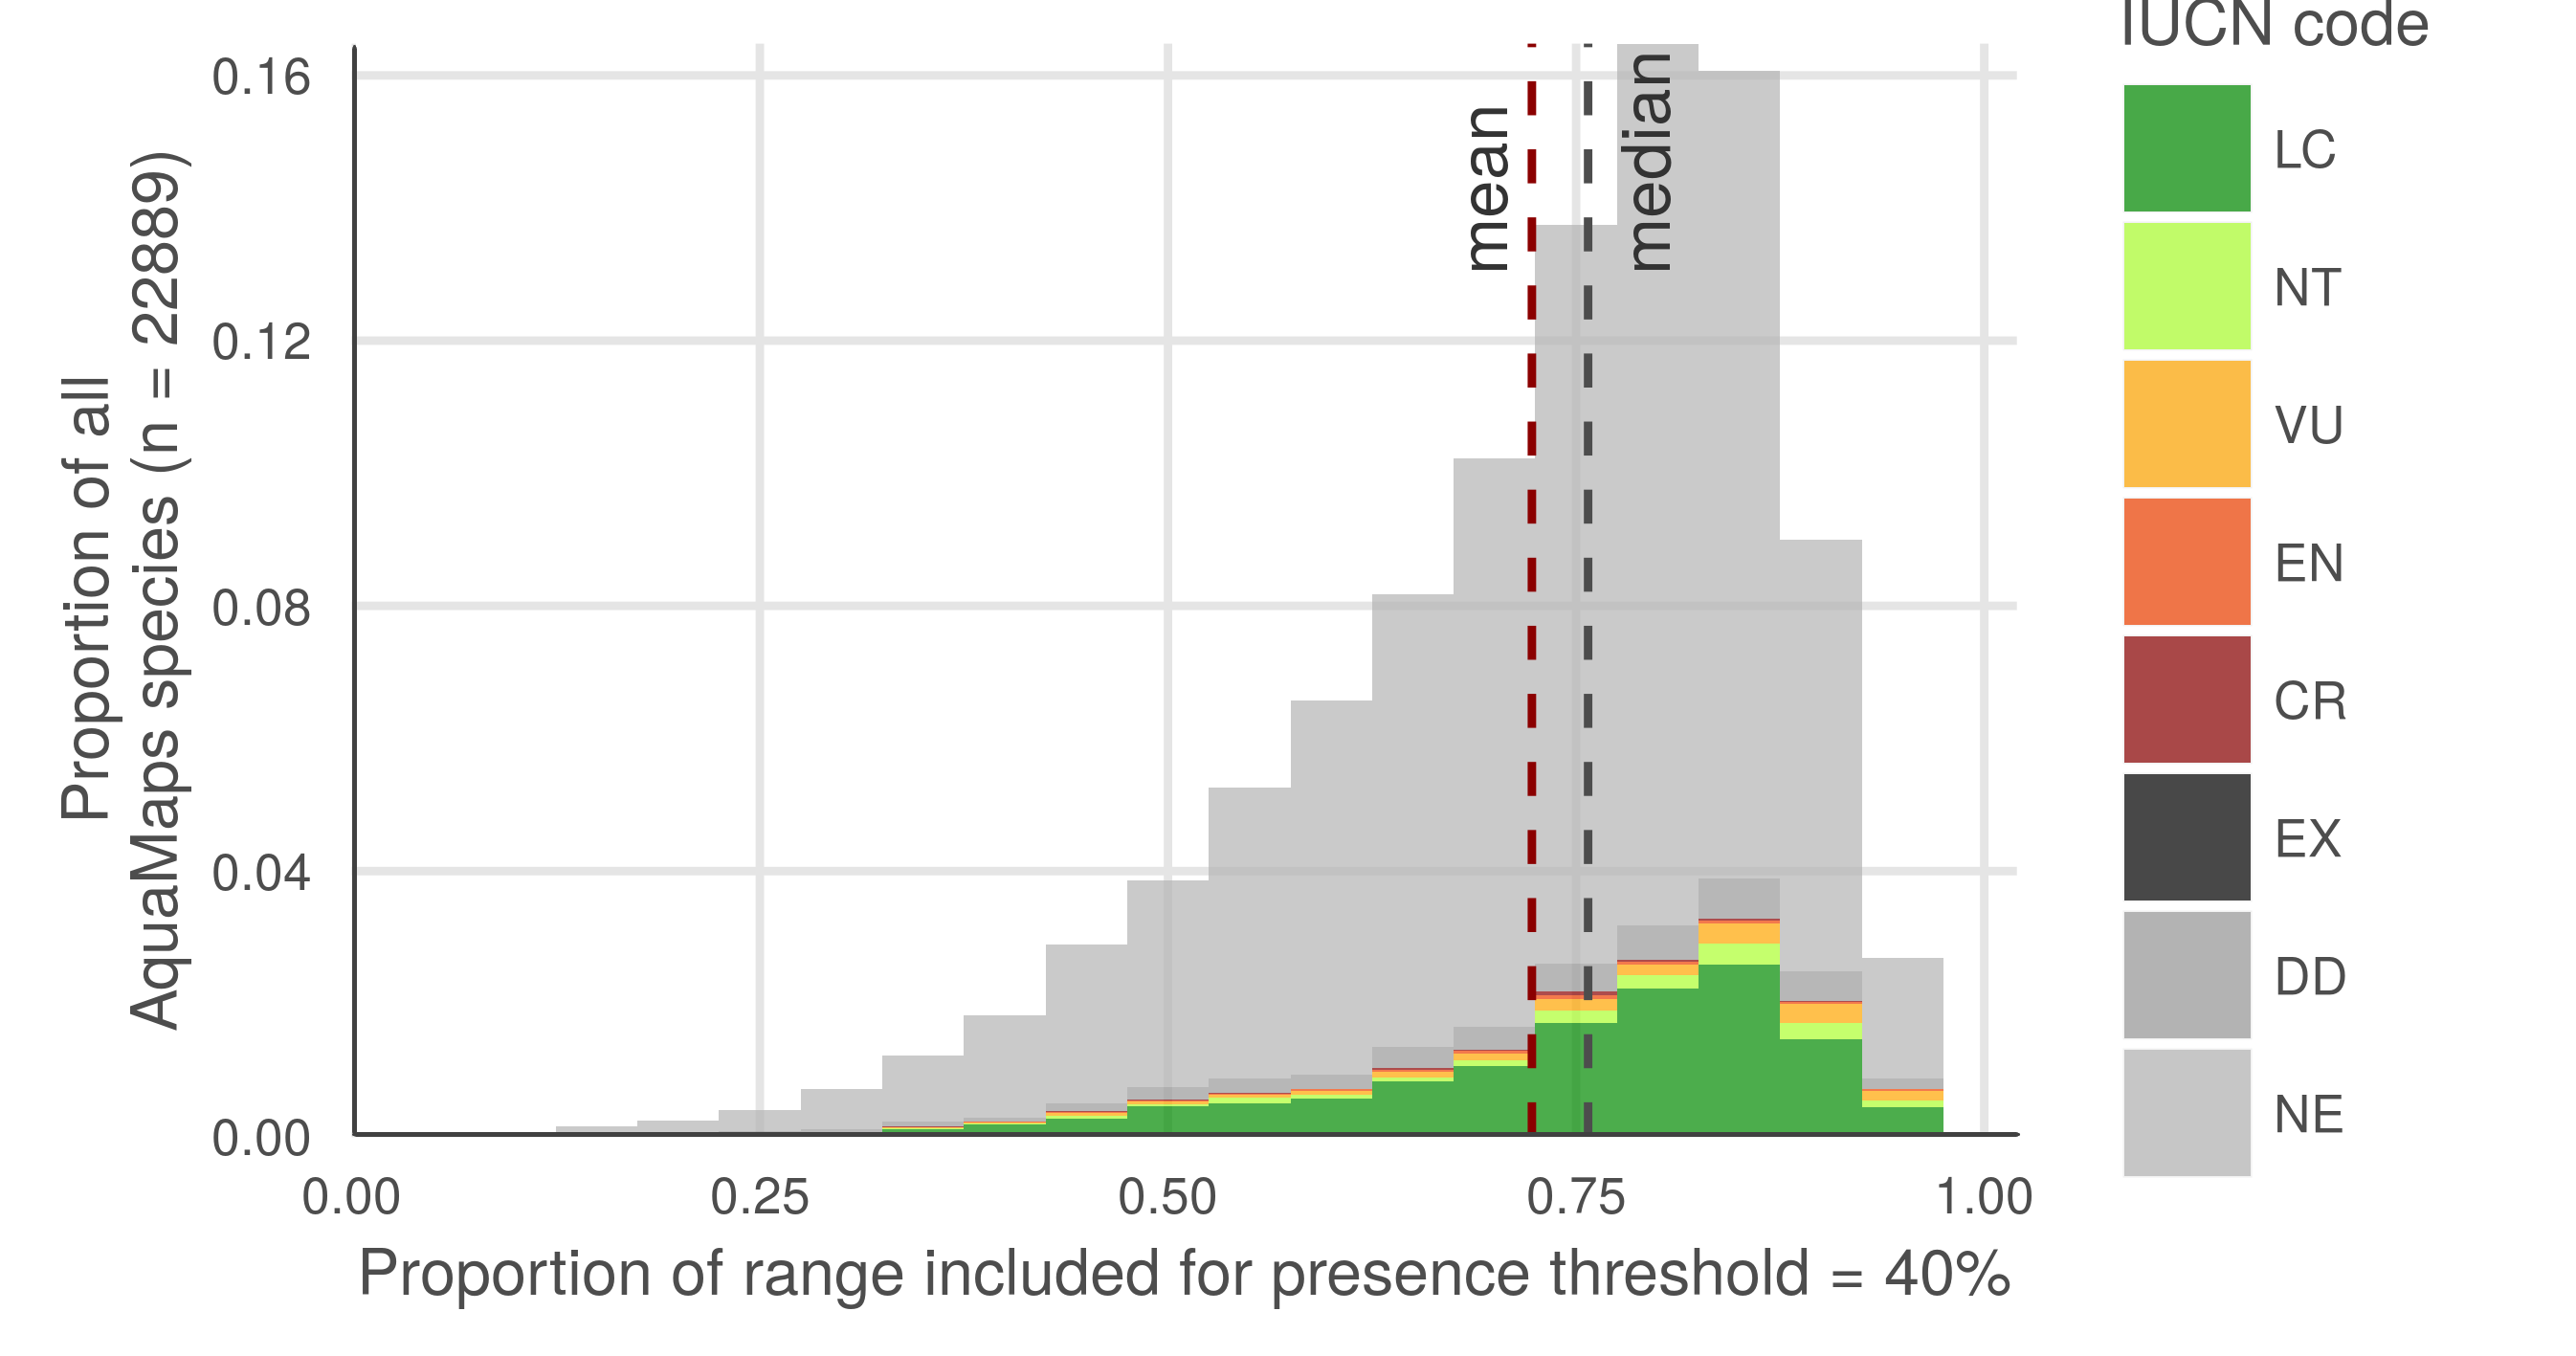 IUCN code
0.16
0.12
0.08
0.04
0.00
Proportion of all
AquaMaps species (n = 22889)
mean
median
LC
NT
VU
EN
CR
EX
DD
NE
0.00 0.25 0.50 0.75 1.00
Proportion of range included for presence threshold = 40%